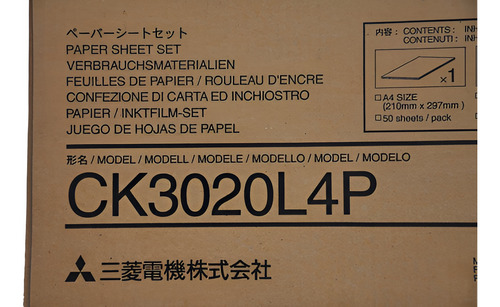 ペーパーシートセット
PAPER SHEET SET
VERBRAUCHSMATERIALIEN
FEUILLES DE PAPIER / ROULEAU D'ENCRE
CONFEZIONE DI CARTA ED INCHIOSTRO
PAPIER / INKTFILM-SET
JUEGO DE HOJAS DE PAPEL
内容: / CONTENTS: / INH
CONTENUTI: / INH
×1
□A4 SIZE
(210mm x 297mm)
□50 sheets / pack
形名 / MODEL / MODELL / MODELE / MODELLO / MODEL / MODELO
CK3020L4P
三菱電機株式会社